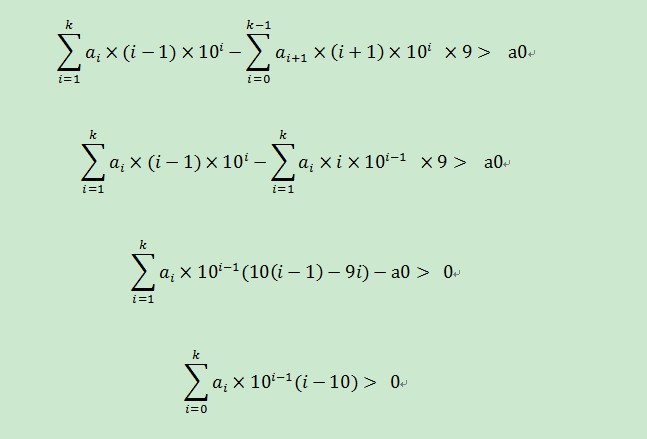 ∑_{i=1}^{k} a_i × (i − 1) × 10^i − ∑_{i=0}^{k−1} a_{i+1} × (i + 1) × 10^i × 9 > a0↵
∑_{i=1}^{k} a_i × (i − 1) × 10^i − ∑_{i=1}^{k} a_i × i × 10^{i−1} × 9 > a0↵
∑_{i=1}^{k} a_i × 10^{i−1}(10(i − 1) − 9i) − a0 > 0↵
∑_{i=0}^{k} a_i × 10^{i−1}(i − 10) > 0↵